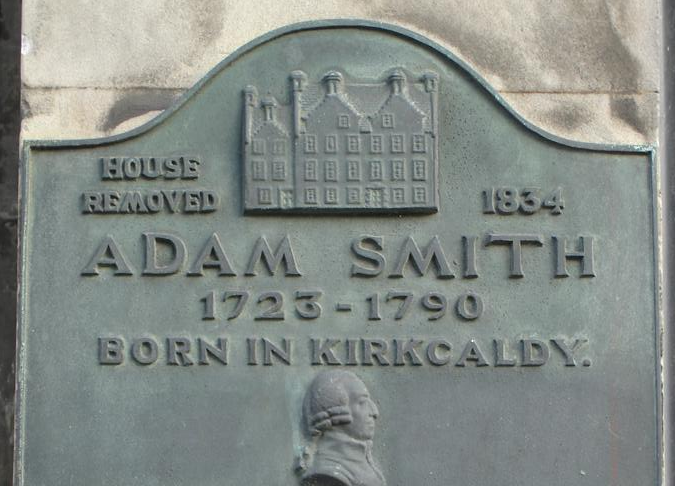 HOUSE
REMOVED
1834
ADAM SMITH
1723 - 1790
BORN IN KIRKCALDY.